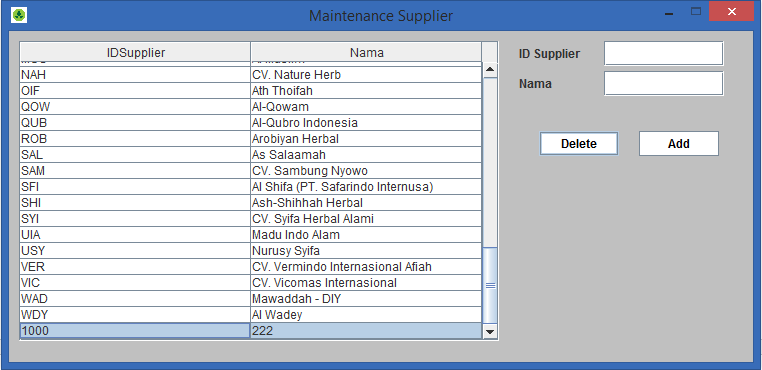 Maintenance Supplier
IDSupplier Nama
NAH CV. Nature Herb
OIF Ath Thoifah
QOW Al-Qowam
QUB Al-Qubro Indonesia
ROB Arobiyan Herbal
SAL As Salaamah
SAM CV. Sambung Nyowo
SFI Al Shifa (PT. Safarindo Internusa)
SHI Ash-Shihhah Herbal
SYI CV. Syifa Herbal Alami
UIA Madu Indo Alam
USY Nurusy Syifa
VER CV. Vermindo Internasional Afiah
VIC CV. Vicomas Internasional
WAD Mawaddah - DIY
WDY Al Wadey
1000 222
ID Supplier
Nama
Delete Add